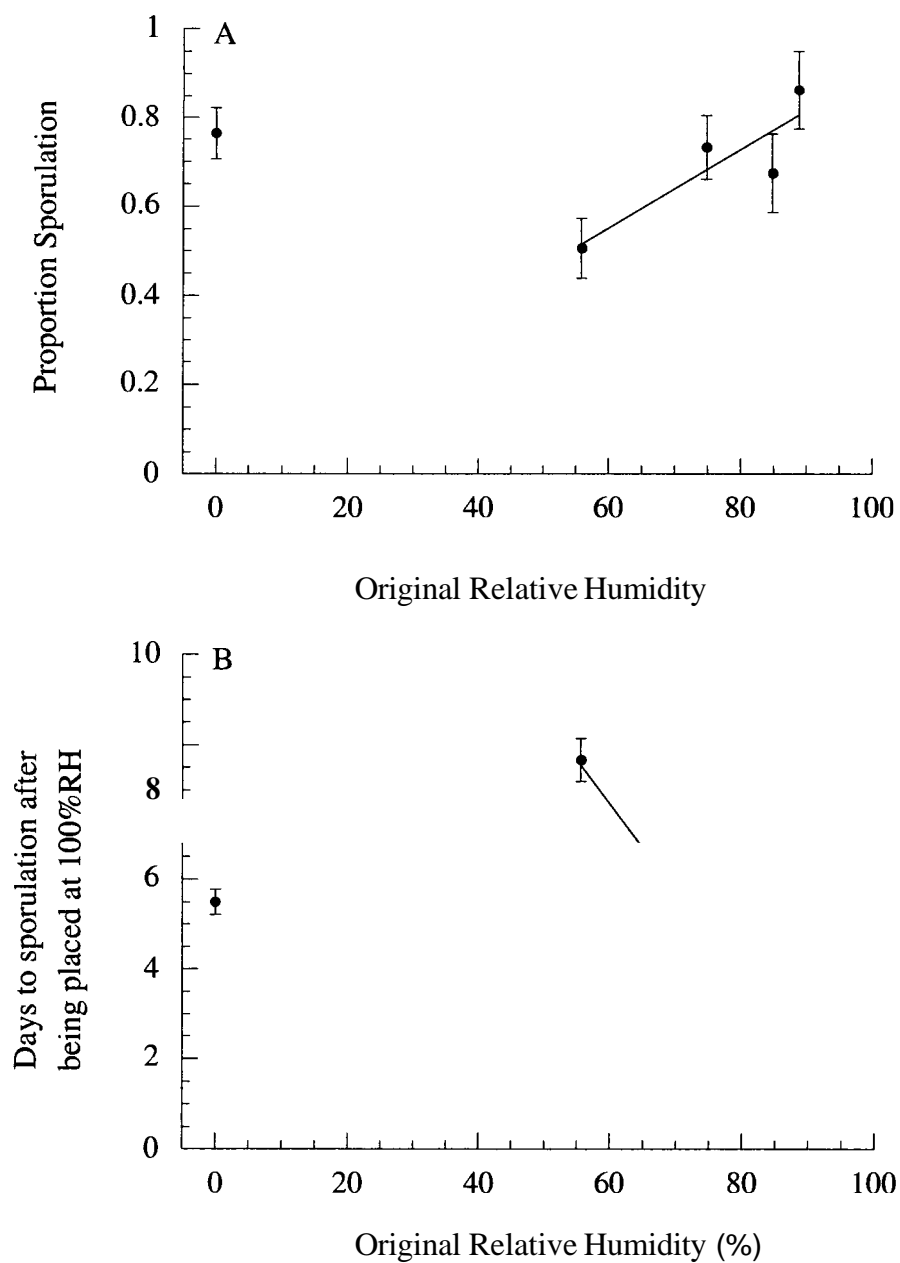 A
1
0.8
0.6
0.4
0.2
0
Proportion Sporulation
0 20 40 60 80 100
Original Relative Humidity
B
10
8
6
4
2
0
Days to sporulation after
being placed at 100%RH
0 20 40 60 80 100
Original Relative Humidity (%)